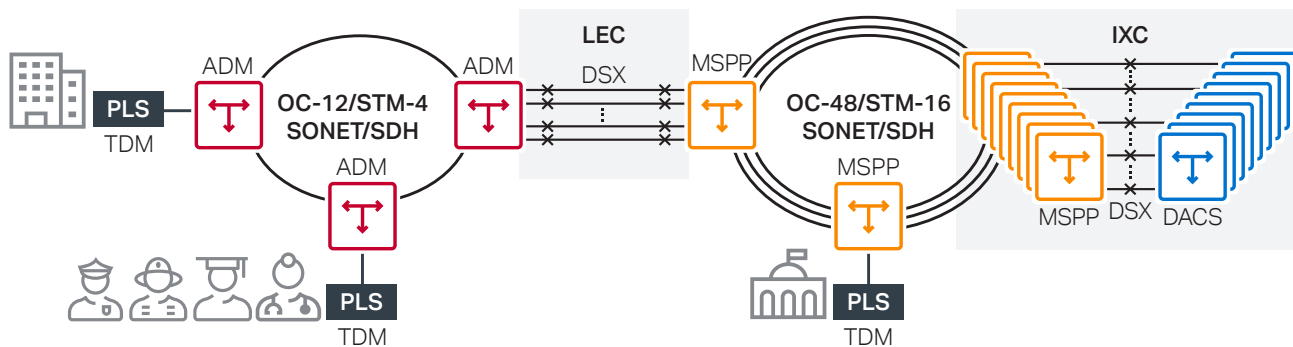 LEC
IXC
ADM
ADM
DSX
MSPP
PLS
TDM
OC-12/STM-4
SONET/SDH
OC-48/STM-16
SONET/SDH
ADM
MSPP
MSPP
DSX
DACS
PLS
TDM
PLS
TDM